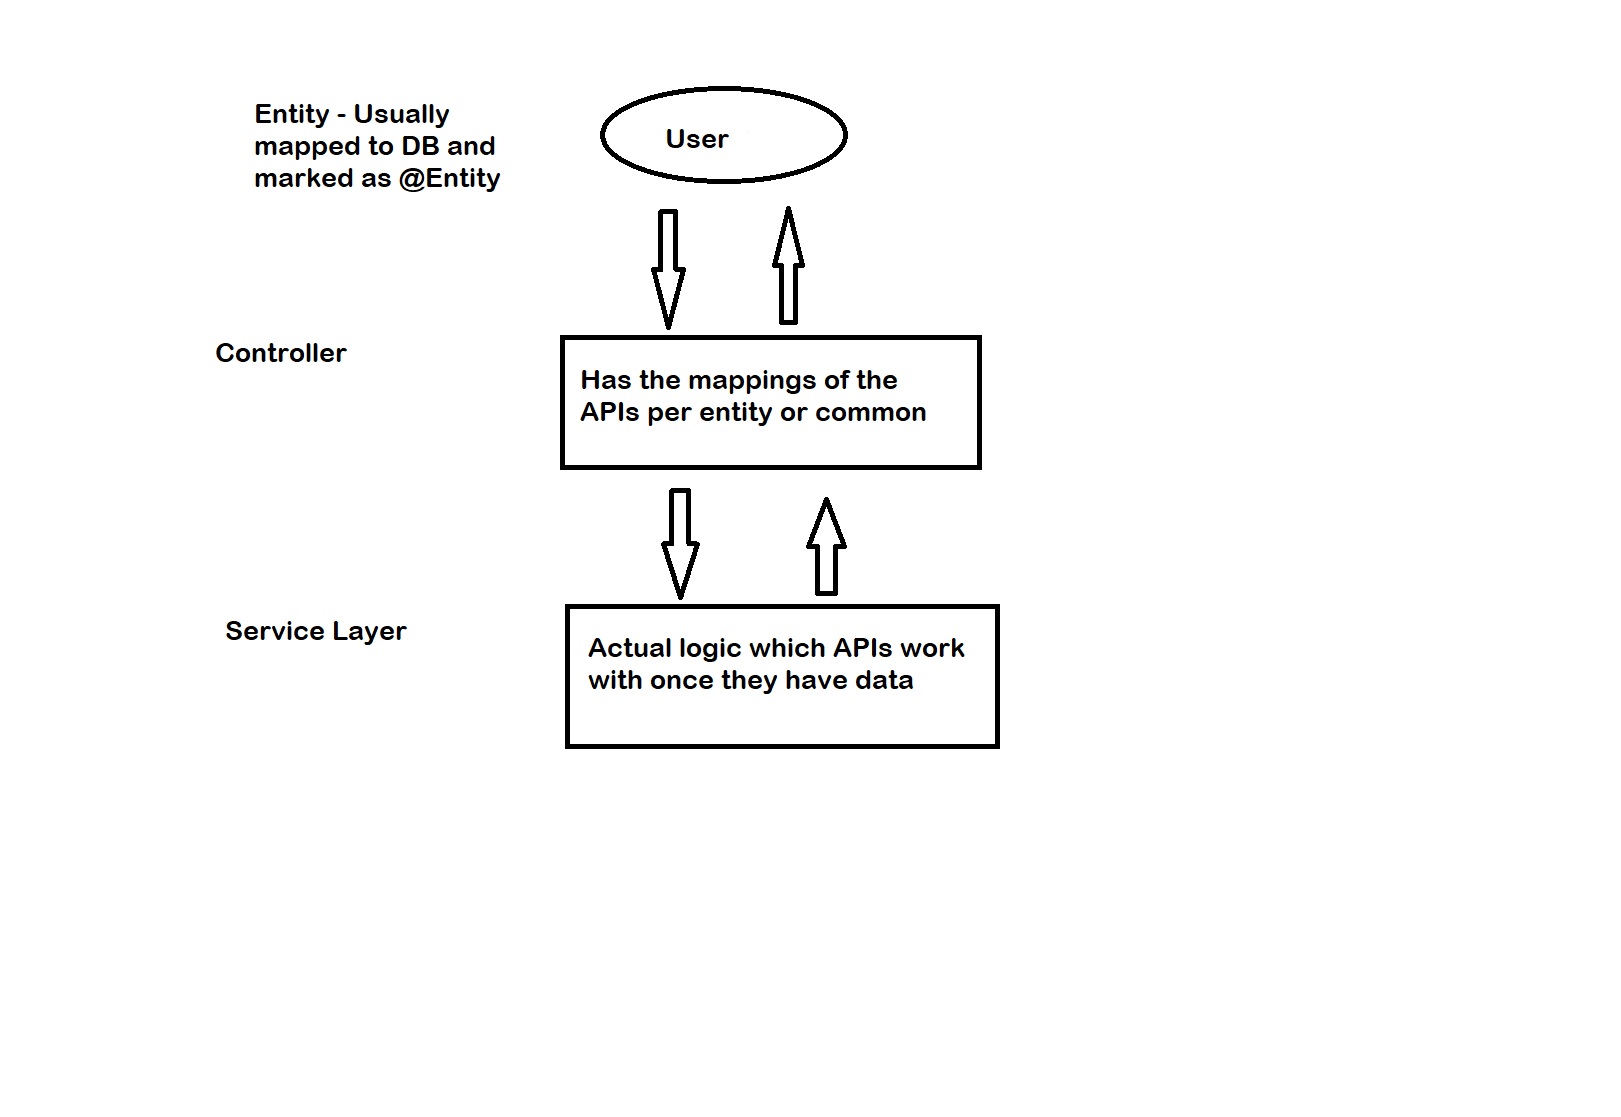 Entity - Usually
mapped to DB and
marked as @Entity
User
Controller
Has the mappings of the
APIs per entity or common
Service Layer
Actual logic which APIs work
with once they have data